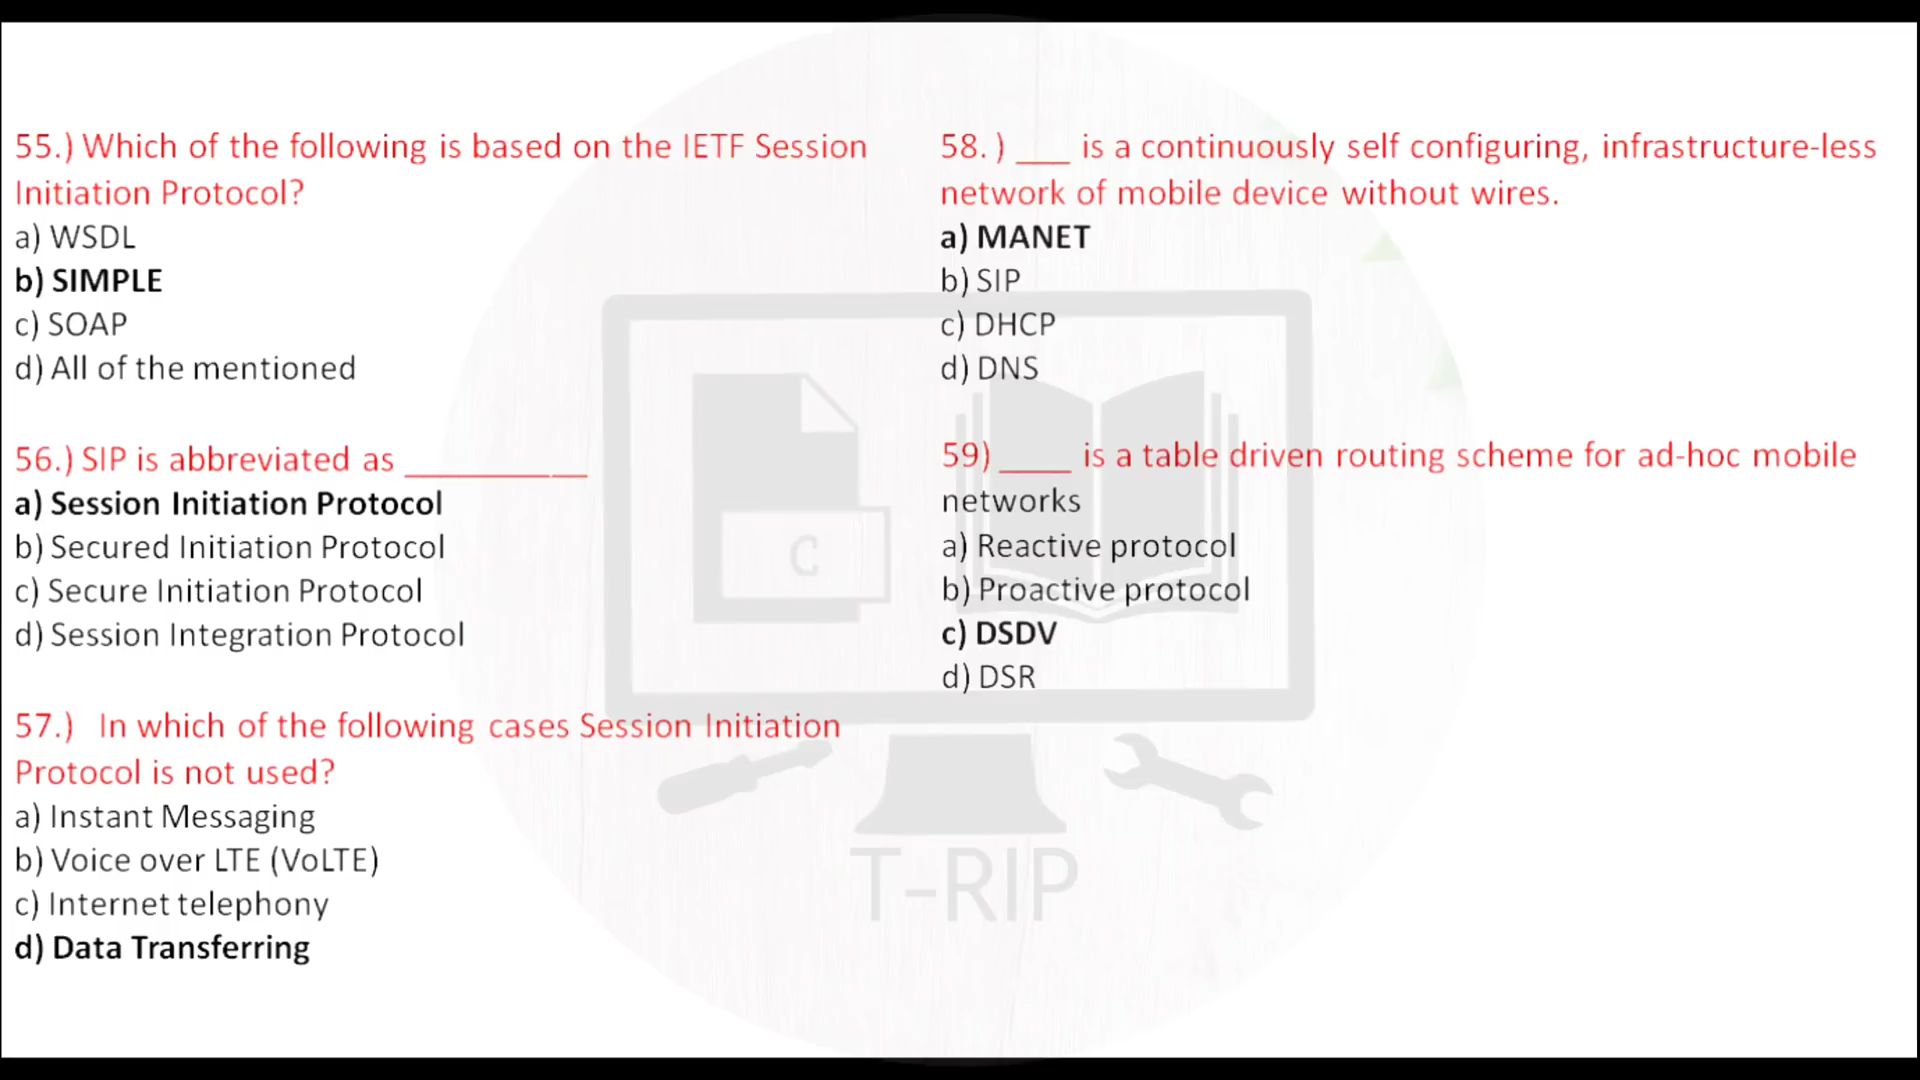 55.) Which of the following is based on the IETF Session
Initiation Protocol?
a) WSDL
b) SIMPLE
c) SOAP
d) All of the mentioned
56.) SIP is abbreviated as ___________
a) Session Initiation Protocol
b) Secured Initiation Protocol
c) Secure Initiation Protocol
d) Session Integration Protocol
57.) In which of the following cases Session Initiation
Protocol is not used?
a) Instant Messaging
b) Voice over LTE (VoLTE)
c) Internet telephony
d) Data Transferring
58. ) ___ is a continuously self configuring, infrastructure-less
network of mobile device without wires.
a) MANET
b) SIP
c) DHCP
d) DNS
59) ____ is a table driven routing scheme for ad-hoc mobile
networks
a) Reactive protocol
b) Proactive protocol
c) DSDV
d) DSR
C
T-RIP